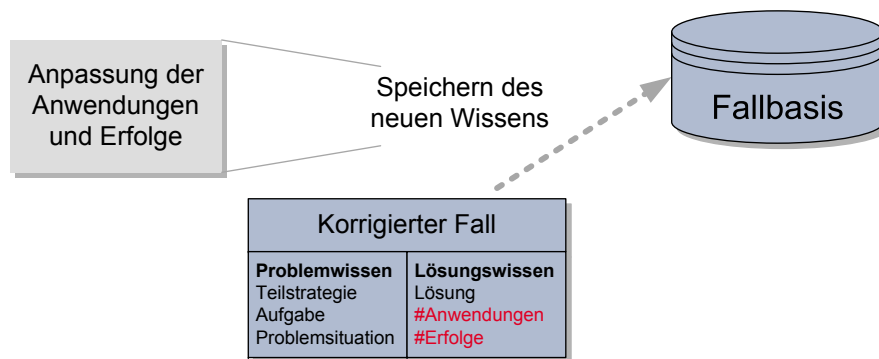 Anpassung der
Anwendungen
und Erfolge
Speichern des
neuen Wissens
Fallbasis
Korrigierter Fall
Problemwissen
Teilstrategie
Aufgabe
Problemsituation
Lösungswissen
Lösung
#Anwendungen
#Erfolge